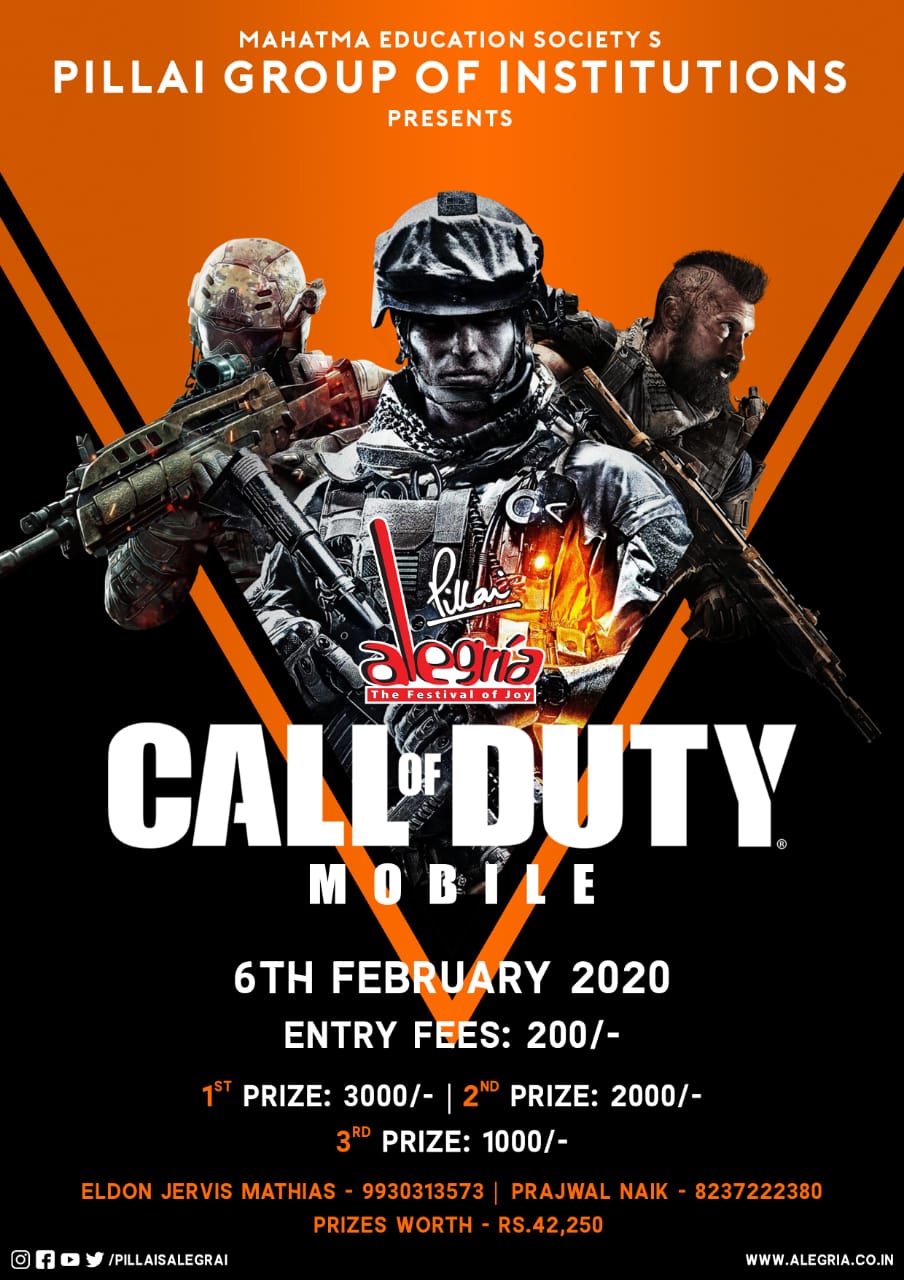 MAHATMA EDUCATION SOCIETY S
PILLAI GROUP OF INSTITUTIONS
PRESENTS
Pillai
alegría
The Festival of Joy
CALL OF DUTY®
MOBILE
6TH FEBRUARY 2020
ENTRY FEES: 200/-
1ST PRIZE: 3000/- | 2ND PRIZE: 2000/-
3RD PRIZE: 1000/-
ELDON JERVIS MATHIAS - 9930313573 | PRAJWAL NAIK - 8237222380
PRIZES WORTH - RS.42,250
/PILLAISALEGRAI
WWW.ALEGRIA.CO.IN